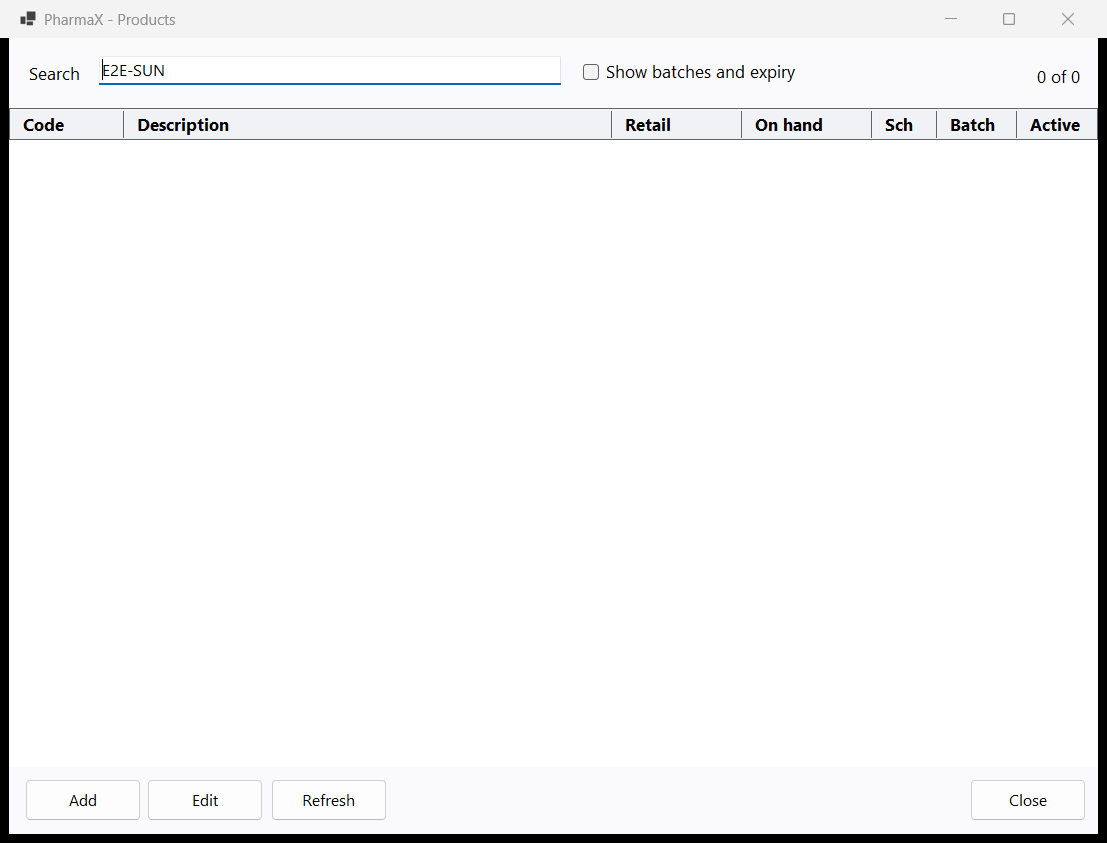 PharmaX - Products
Search E2E-SUN Show batches and expiry 0 of 0
Code Description Retail On hand Sch Batch Active
Add Edit Refresh Close